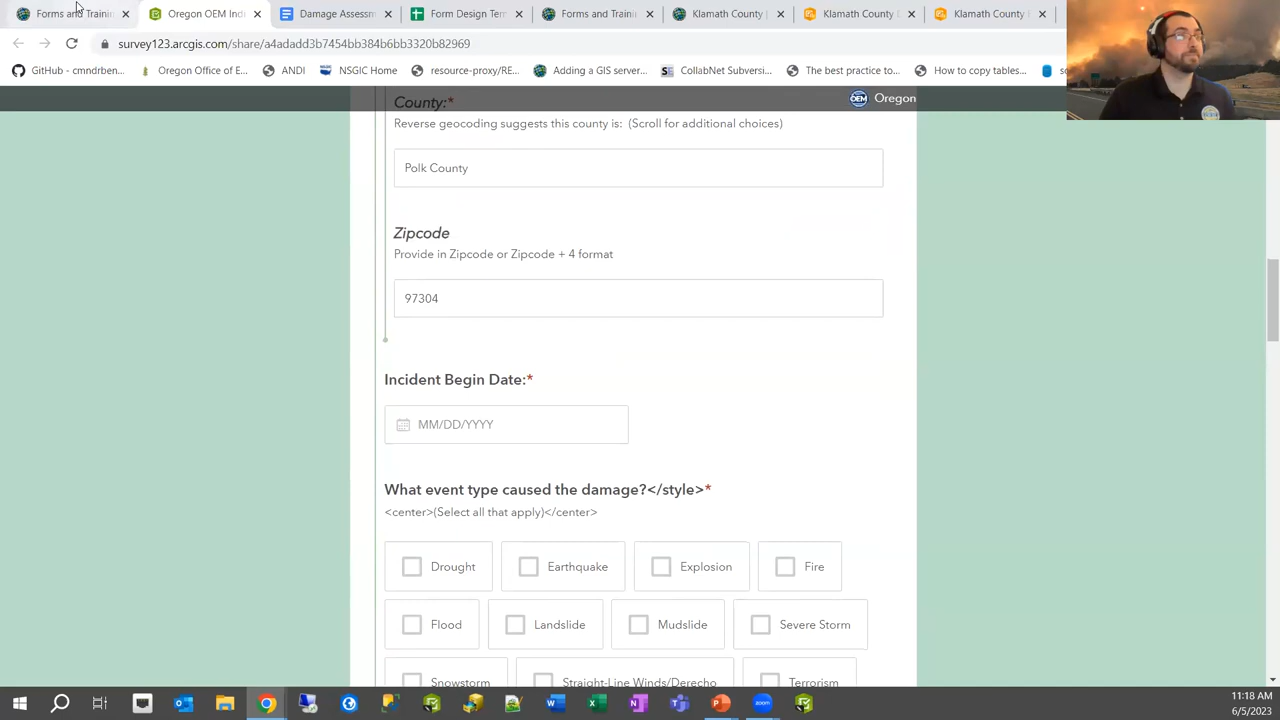 Forms and Trainin
Oregon OEM Indi
Damage Assessm
Form Design Tem
Forms and Trainin
Klamath County
Klamath County
Klamath County
survey123.arcgis.com/share/a4adadd3b7454bb384b6bb3320b82969
GitHub - cmndrben...
Oregon Office of E...
ANDI
NSGIC Home
resource-proxy/RE...
Adding a GIS server...
CollabNet Subversi...
The best practice to...
How to copy tables...
OEM
Oregon
County:*
Reverse geocoding suggests this county is: (Scroll for additional choices)
Polk County
Zipcode
Provide in Zipcode or Zipcode + 4 format
97304
Incident Begin Date:*
MM/DD/YYYY
What event type caused the damage?</style>*
<center>(Select all that apply)</center>
Drought
Earthquake
Explosion
Fire
Flood
Landslide
Mudslide
Severe Storm
Snowstorm
Straight-Line Winds/Derecho
Terrorism
zoom
11:18 AM
6/5/2023